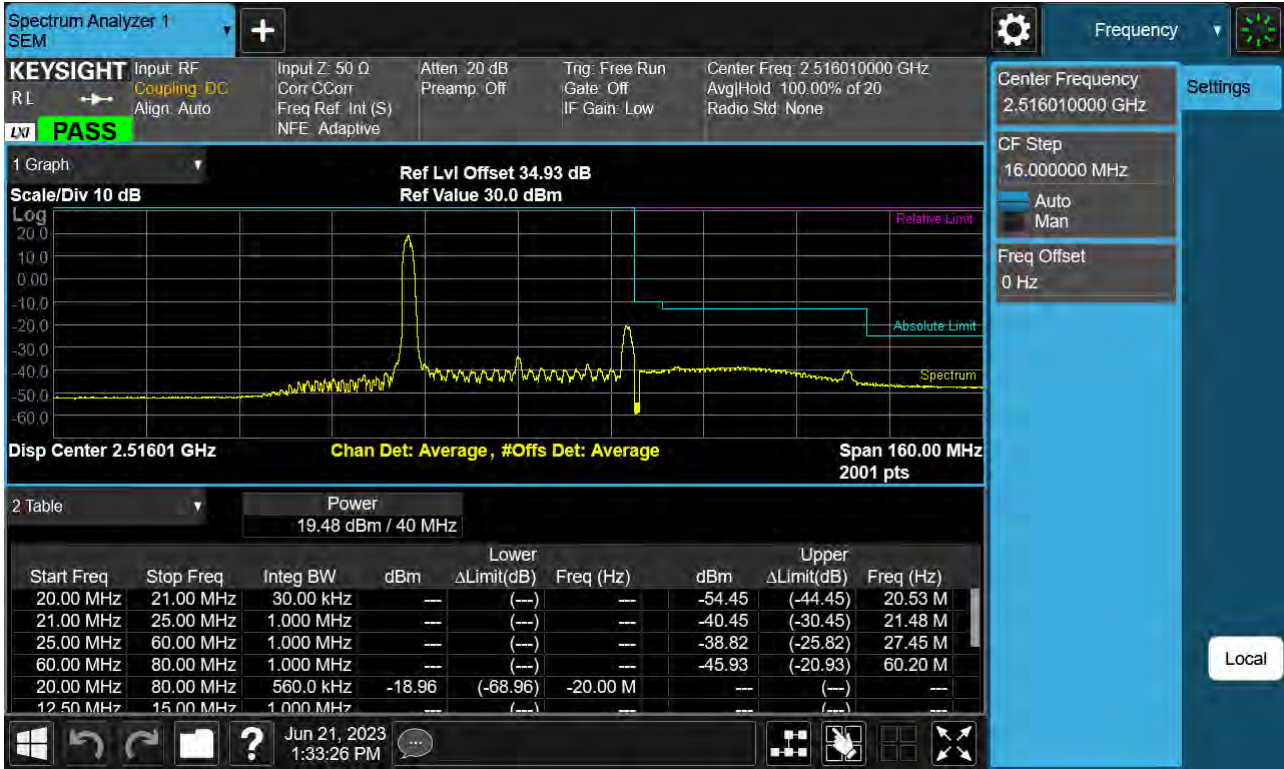 Spectrum Analyzer 1
SEM
Frequency
KEYSIGHT
R L
LXI
PASS
Input: RF
Coupling: DC
Align: Auto
Input Z: 50 Ω
Corr CCorr
Freq Ref: Int (S)
NFE: Adaptive
Atten: 20 dB
Preamp: Off
Trig: Free Run
Gate: Off
IF Gain: Low
Center Freq: 2.516010000 GHz
Avg|Hold: 100.00% of 20
Radio Std: None
Center Frequency
2.516010000 GHz
Settings
CF Step
16.000000 MHz
Auto
Man
Freq Offset
0 Hz
Local
1 Graph
Scale/Div 10 dB
Ref Lvl Offset 34.93 dB
Ref Value 30.0 dBm
Log
20.0
10.0
0.00
-10.0
-20.0
-30.0
-40.0
-50.0
-60.0
Relative Limit
Absolute Limit
Spectrum
Disp Center 2.51601 GHz
Chan Det: Average, #Offs Det: Average
Span 160.00 MHz
2001 pts
2 Table
Power
19.48 dBm / 40 MHz
Lower Upper
Start Freq Stop Freq Integ BW dBm ΔLimit(dB) Freq (Hz) dBm ΔLimit(dB) Freq (Hz)
20.00 MHz 21.00 MHz 30.00 kHz --- (---) --- -54.45 (-44.45) 20.53 M
21.00 MHz 25.00 MHz 1.000 MHz --- (---) --- -40.45 (-30.45) 21.48 M
25.00 MHz 60.00 MHz 1.000 MHz --- (---) --- -38.82 (-25.82) 27.45 M
60.00 MHz 80.00 MHz 1.000 MHz --- (---) --- -45.93 (-20.93) 60.20 M
20.00 MHz 80.00 MHz 560.0 kHz -18.96 (-68.96) -20.00 M --- (---) ---
12.50 MHz 15.00 MHz 1.000 MHz --- (---) --- --- (---) ---
?
Jun 21, 2023
1:33:26 PM